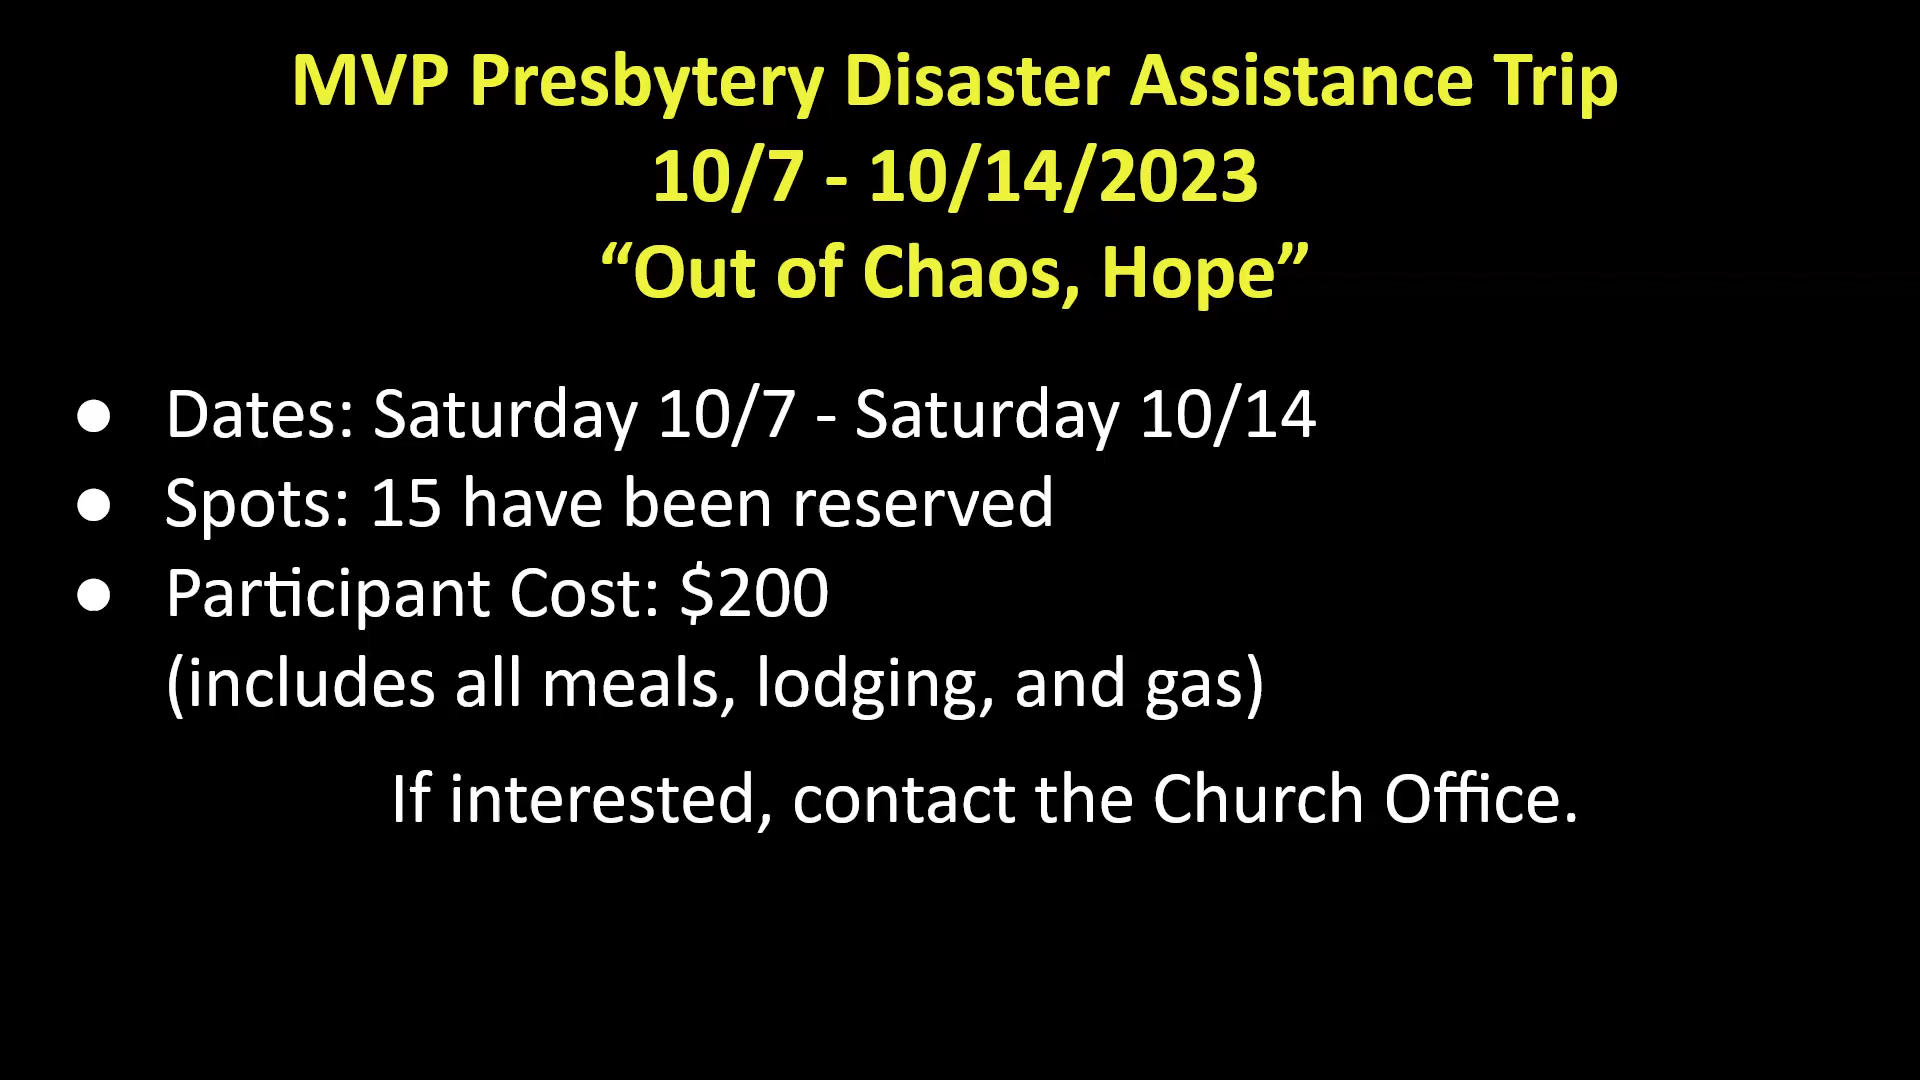 MVP Presbytery Disaster Assistance Trip
10/7 - 10/14/2023
“Out of Chaos, Hope”
● Dates: Saturday 10/7 - Saturday 10/14
● Spots: 15 have been reserved
● Participant Cost: $200
(includes all meals, lodging, and gas)
If interested, contact the Church Office.